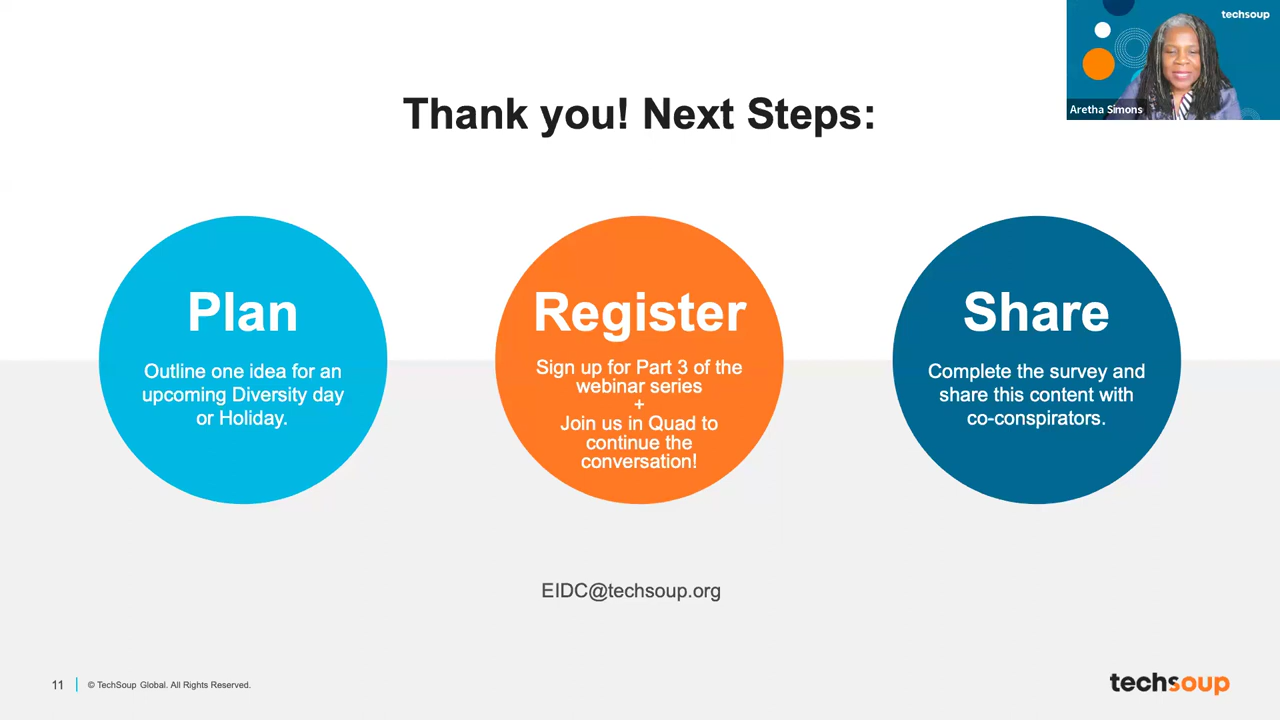 techsoup
Aretha Simons
Thank you! Next Steps:
Plan
Outline one idea for an
upcoming Diversity day
or Holiday.
Register
Sign up for Part 3 of the
webinar series
+
Join us in Quad to
continue the
conversation!
Share
Complete the survey and
share this content with
co-conspirators.
EIDC@techsoup.org
11
© TechSoup Global. All Rights Reserved.
techsoup